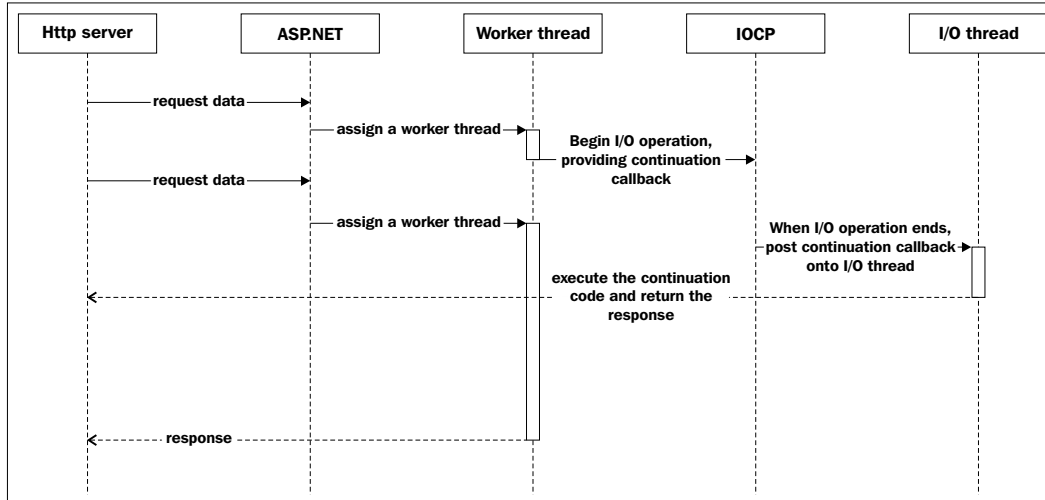 Http server
ASP.NET
Worker thread
IOCP
I/O thread
request data
assign a worker thread
Begin I/O operation,
providing continuation
callback
request data
assign a worker thread
When I/O operation ends,
post continuation callback
onto I/O thread
execute the continuation
code and return the
response
response